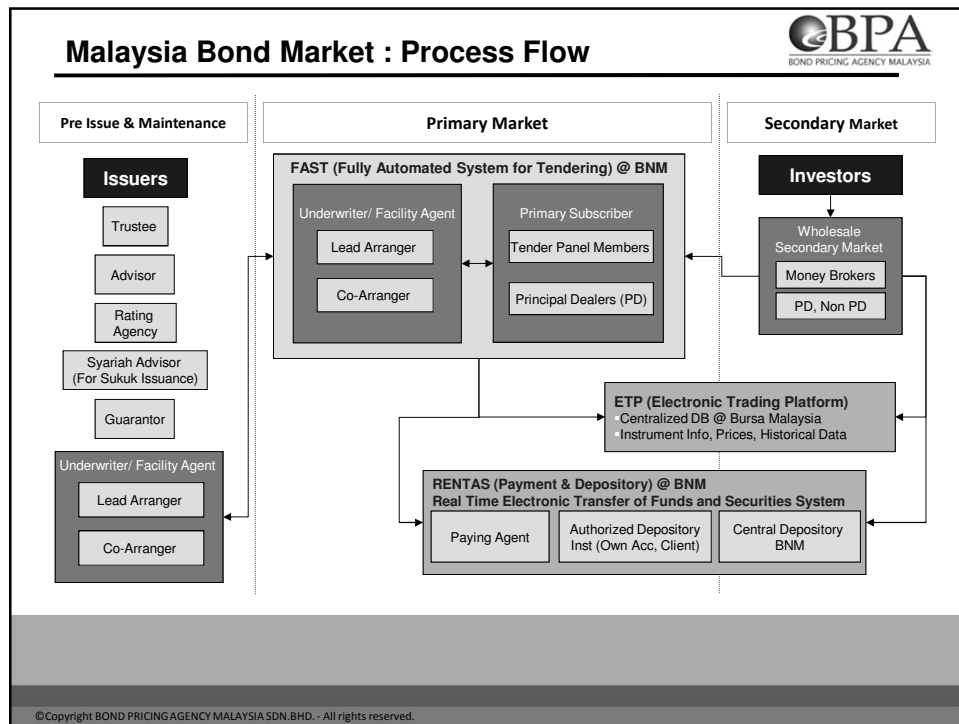 Malaysia Bond Market : Process Flow
BPA
BOND PRICING AGENCY MALAYSIA
Pre Issue & Maintenance
Primary Market
Secondary Market
Issuers
Trustee
Advisor
Rating
Agency
Syariah Advisor
(For Sukuk Issuance)
Guarantor
Underwriter/ Facility Agent
Lead Arranger
Co-Arranger
FAST (Fully Automated System for Tendering) @ BNM
Underwriter/ Facility Agent
Lead Arranger
Co-Arranger
Primary Subscriber
Tender Panel Members
Principal Dealers (PD)
Investors
Wholesale
Secondary Market
Money Brokers
PD, Non PD
ETP (Electronic Trading Platform)
▪Centralized DB @ Bursa Malaysia
▪Instrument Info, Prices, Historical Data
RENTAS (Payment & Depository) @ BNM
Real Time Electronic Transfer of Funds and Securities System
Paying Agent
Authorized Depository
Inst (Own Acc, Client)
Central Depository
BNM
©Copyright BOND PRICING AGENCY MALAYSIA SDN.BHD. - All rights reserved.